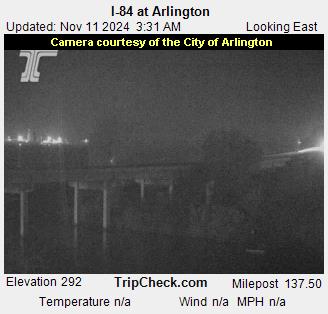 I-84 at Arlington
Updated: Nov 11 2024 3:31 AM Looking East
Camera courtesy of the City of Arlington
Elevation 292 TripCheck.com Milepost 137.50
Temperature n/a Wind n/a MPH n/a